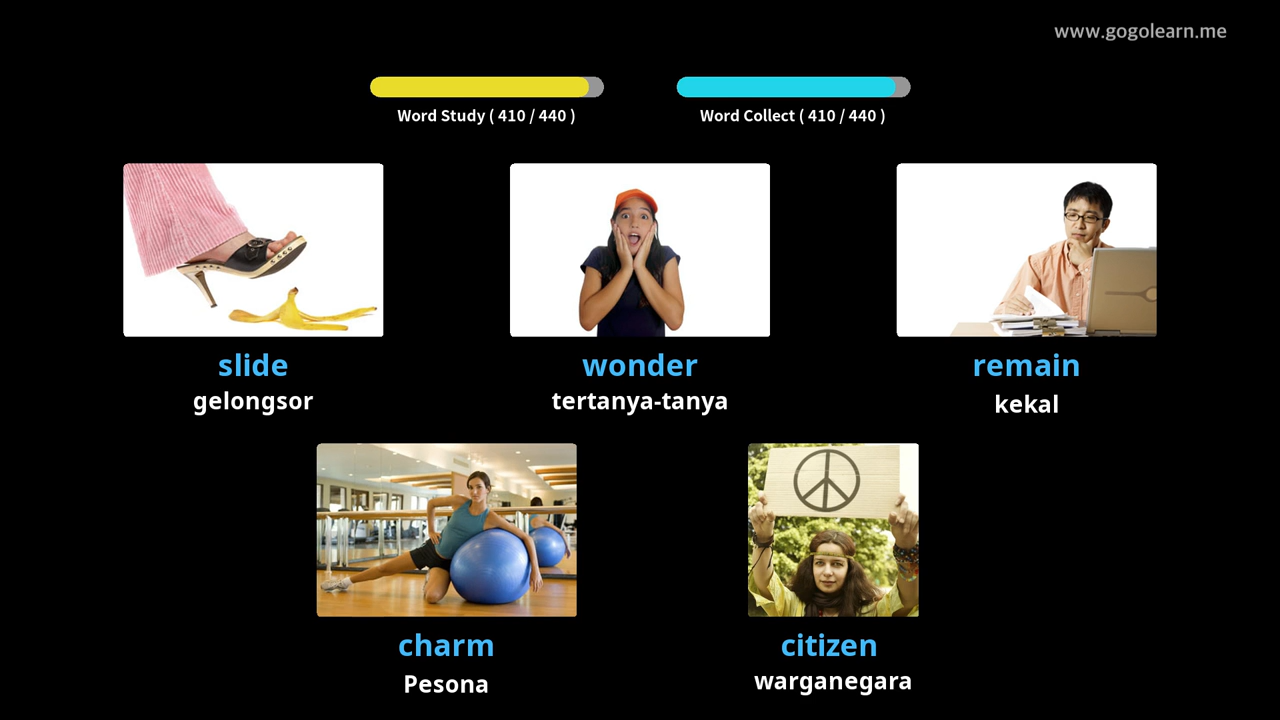 www.gogolearn.me
Word Study ( 410 / 440 )
Word Collect ( 410 / 440 )
slide
gelongsor
wonder
tertanya-tanya
remain
kekal
charm
Pesona
citizen
warganegara